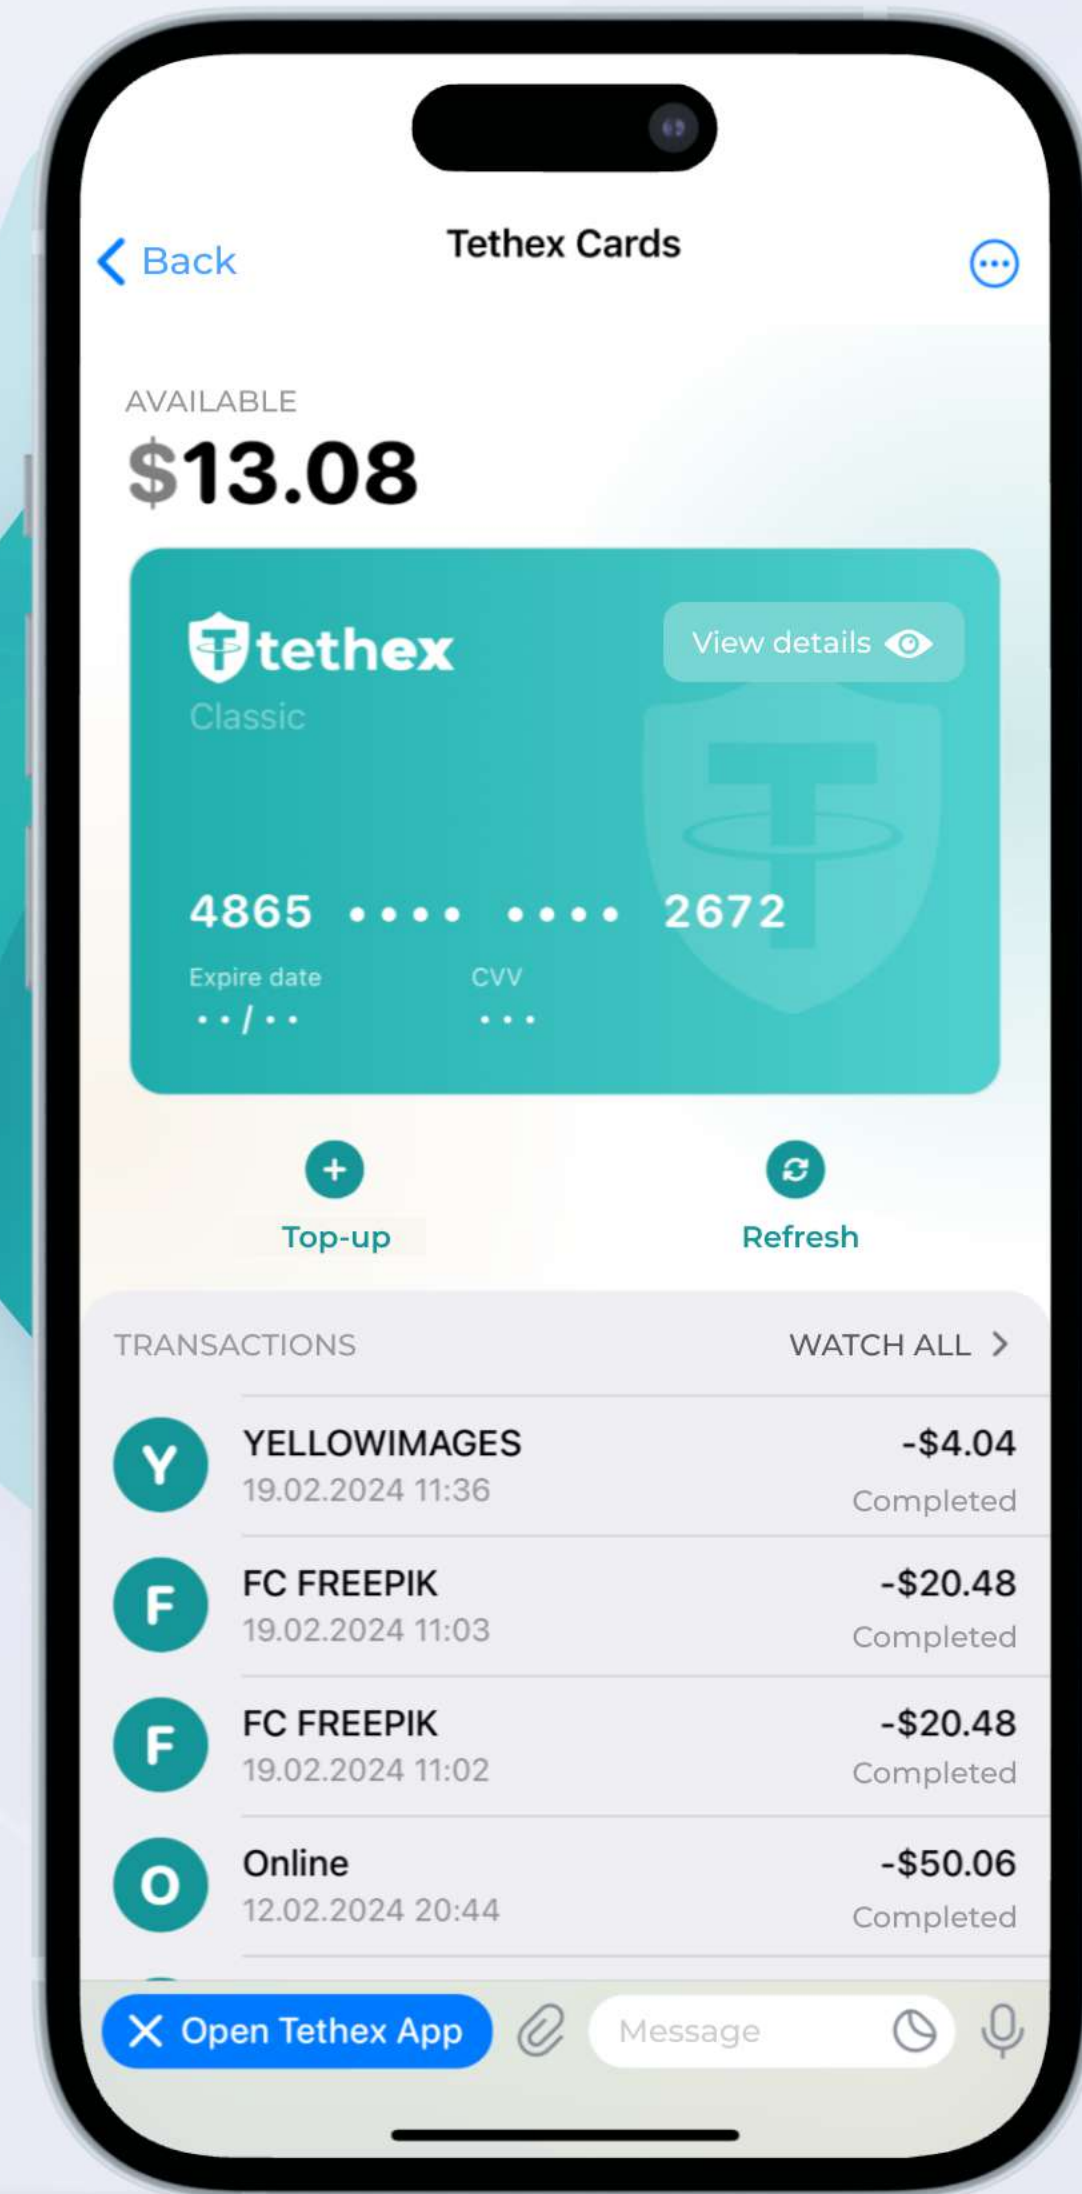 Back
Tethex Cards
AVAILABLE
$13.08
tethex
View details
Classic
4865 •••• •••• 2672
Expire date
CVV
••/••
•••
Top-up
Refresh
TRANSACTIONS
WATCH ALL
Y
YELLOWIMAGES
-$4.04
19.02.2024 11:36
Completed
F
FC FREEPIK
-$20.48
19.02.2024 11:03
Completed
F
FC FREEPIK
-$20.48
19.02.2024 11:02
Completed
O
Online
-$50.06
12.02.2024 20:44
Completed
Open Tethex App
Message